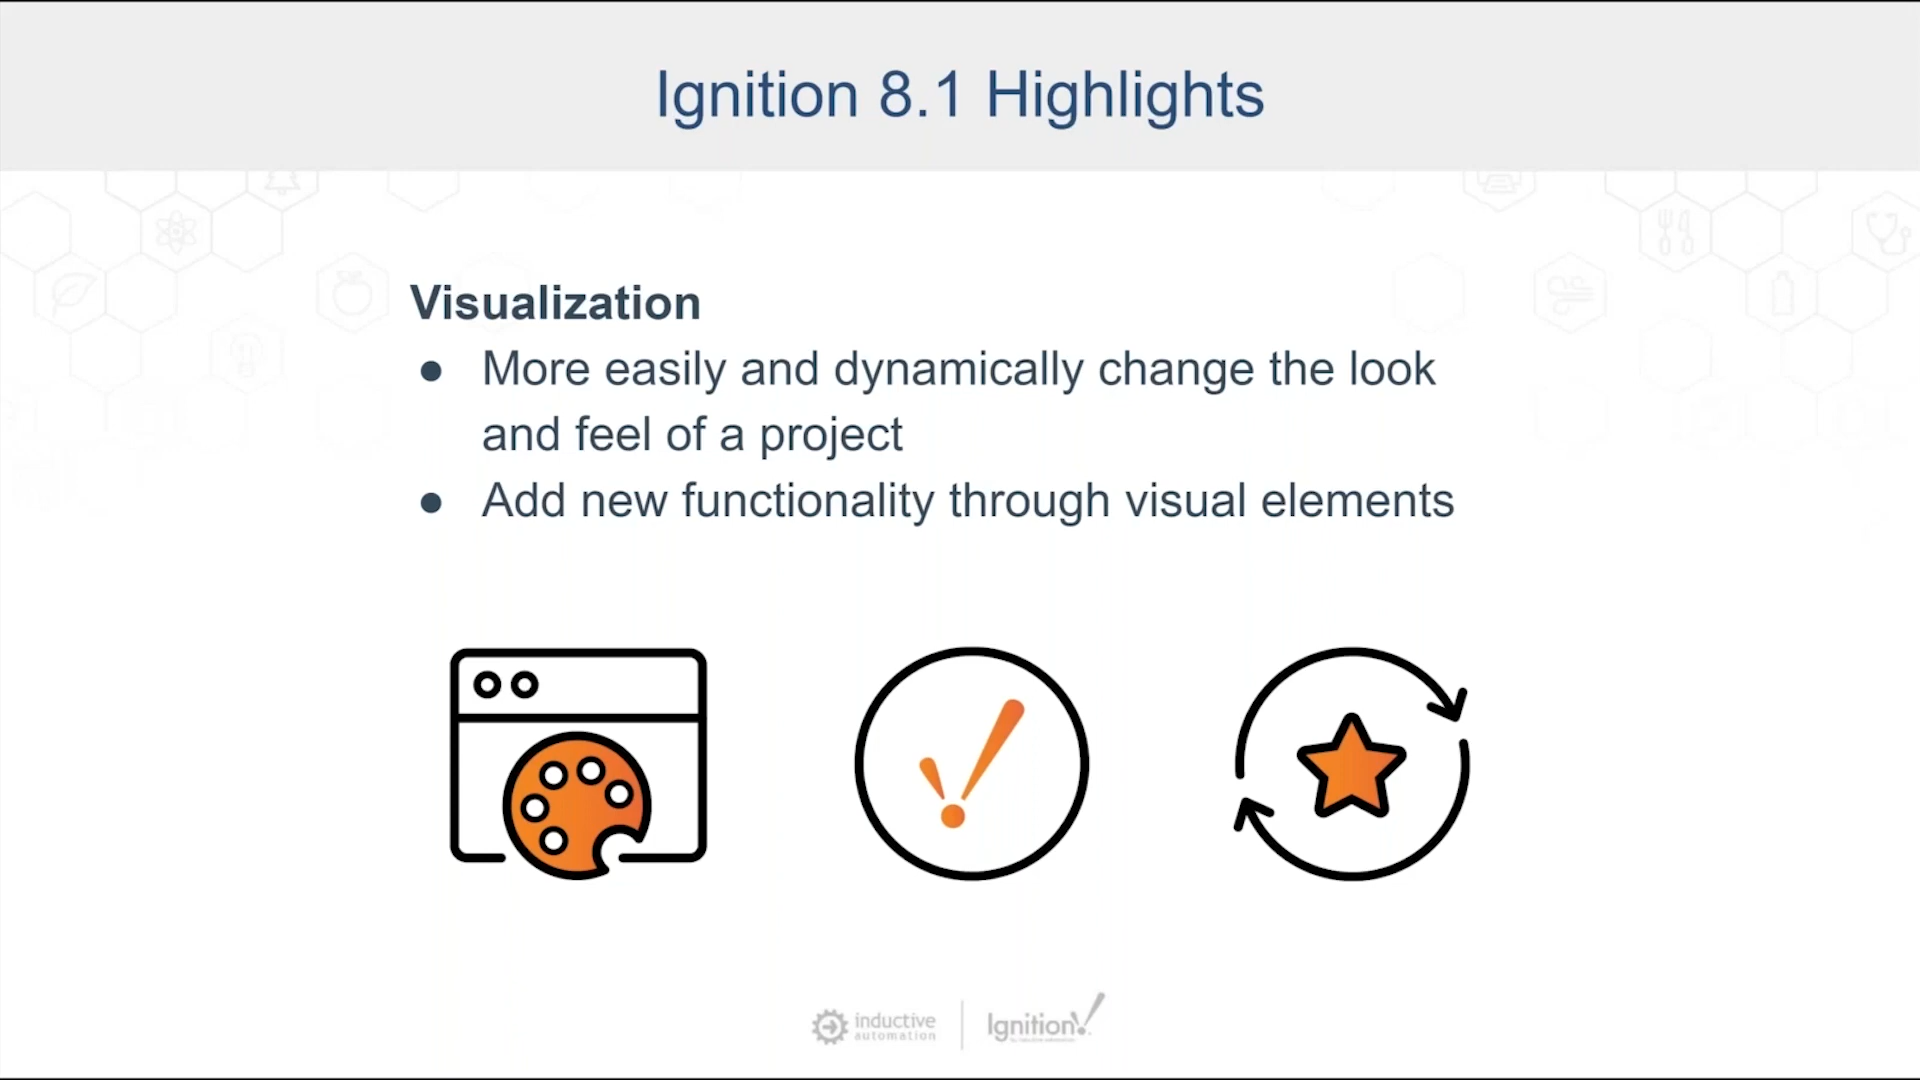 Ignition 8.1 Highlights
Visualization
● More easily and dynamically change the look
and feel of a project
● Add new functionality through visual elements
inductive
automation
Ignition